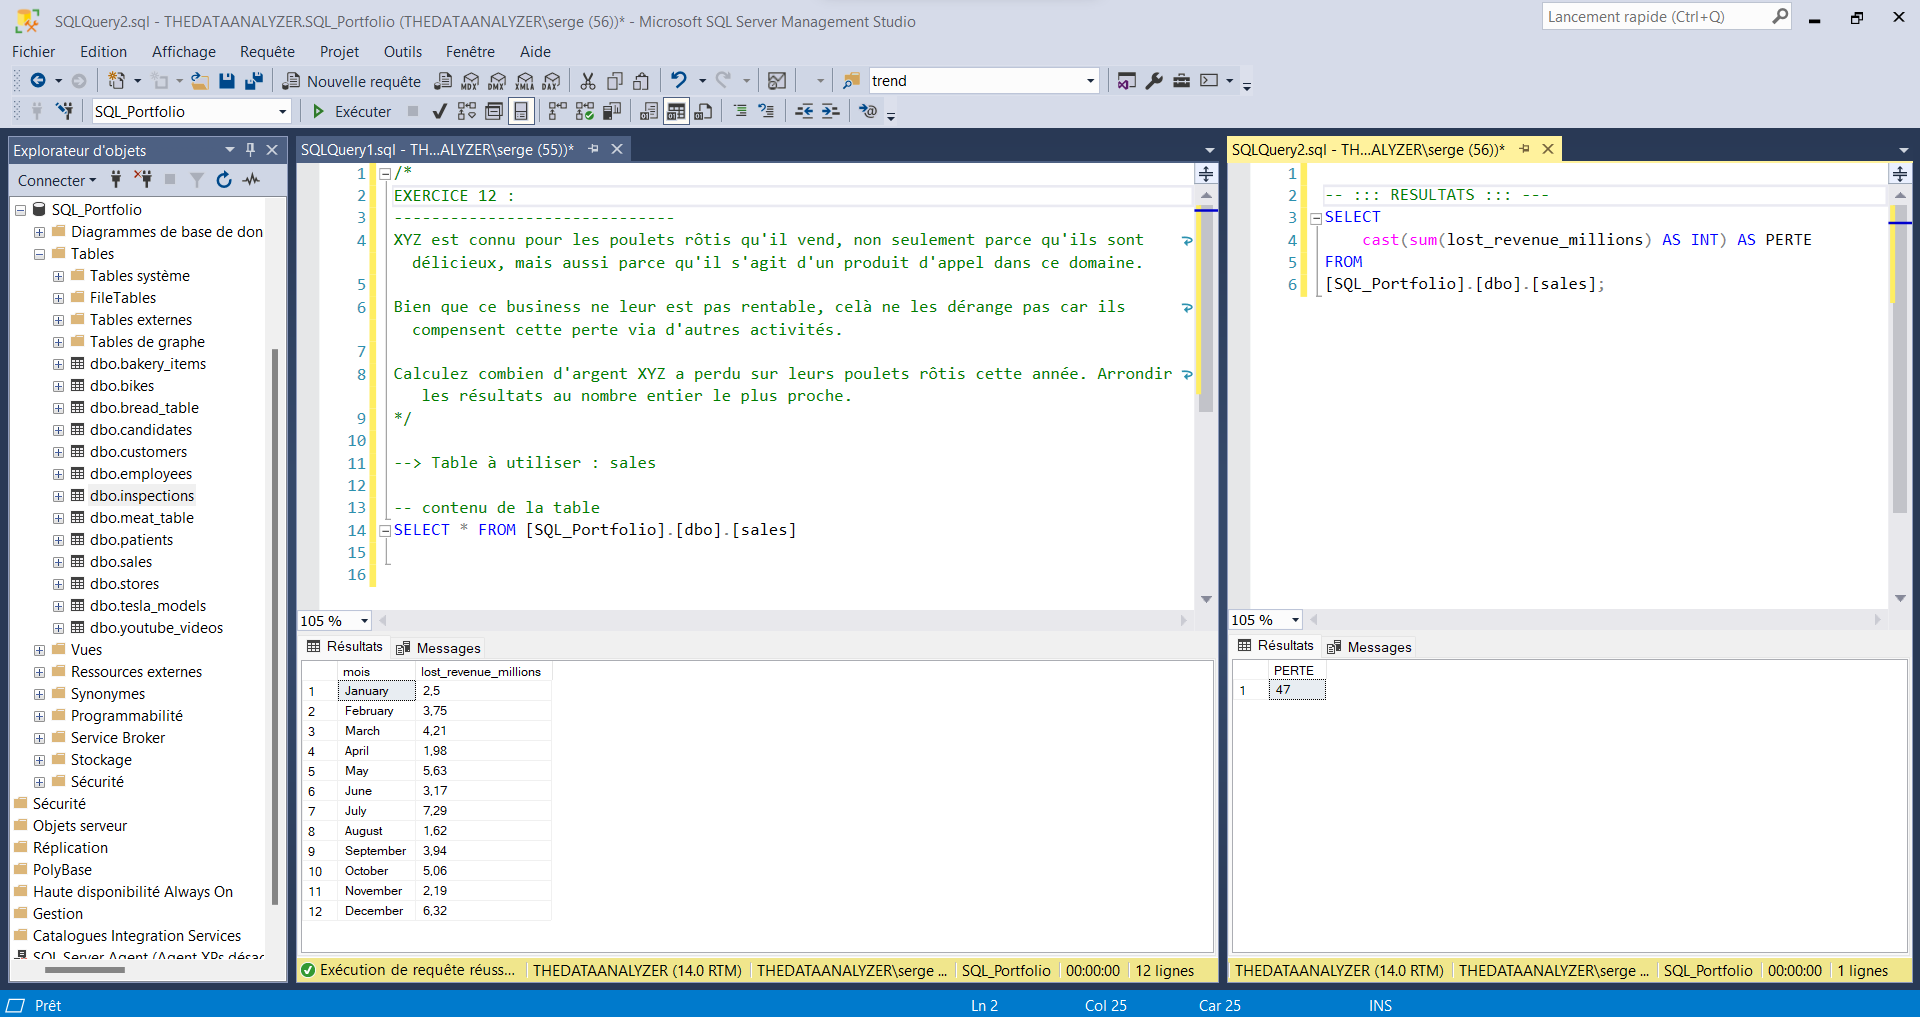 SQLQuery2.sql - THEDATAANALYZER.SQL_Portfolio (THEDATAANALYZER\serge (56))* - Microsoft SQL Server Management Studio
Lancement rapide (Ctrl+Q)
Fichier Edition Affichage Requête Projet Outils Fenêtre Aide
Nouvelle requête MDX DMX XMLA DAX trend
SQL_Portfolio Exécuter
Explorateur d'objets
Connecter
SQL_Portfolio
Diagrammes de base de don
Tables
Tables système
FileTables
Tables externes
Tables de graphe
dbo.bakery_items
dbo.bikes
dbo.bread_table
dbo.candidates
dbo.customers
dbo.employees
dbo.inspections
dbo.meat_table
dbo.patients
dbo.sales
dbo.stores
dbo.tesla_models
dbo.youtube_videos
Vues
Ressources externes
Synonymes
Programmabilité
Service Broker
Stockage
Sécurité
Sécurité
Objets serveur
Réplication
PolyBase
Haute disponibilité Always On
Gestion
Catalogues Integration Services
SQL Server Agent (Agent XPs désac
SQLQuery1.sql - TH...ALYZER\serge (55))*
1 /*
2 EXERCICE 12 :
3 ------------------------------
4 XYZ est connu pour les poulets rôtis qu'il vend, non seulement parce qu'ils sont
délicieux, mais aussi parce qu'il s'agit d'un produit d'appel dans ce domaine.
5
6 Bien que ce business ne leur est pas rentable, celà ne les dérange pas car ils
compensent cette perte via d'autres activités.
7
8 Calculez combien d'argent XYZ a perdu sur leurs poulets rôtis cette année. Arrondir
les résultats au nombre entier le plus proche.
9 */
10
11 --> Table à utiliser : sales
12
13 -- contenu de la table
14 SELECT * FROM [SQL_Portfolio].[dbo].[sales]
15
16
105 %
Résultats Messages
mois lost_revenue_millions
1 January 2,5
2 February 3,75
3 March 4,21
4 April 1,98
5 May 5,63
6 June 3,17
7 July 7,29
8 August 1,62
9 September 3,94
10 October 5,06
11 November 2,19
12 December 6,32
Exécution de requête réuss... THEDATAANALYZER (14.0 RTM) THEDATAANALYZER\serge ... SQL_Portfolio 00:00:00 12 lignes
SQLQuery2.sql - TH...ALYZER\serge (56))*
1
2 -- ::: RESULTATS ::: ---
3 SELECT
4 cast(sum(lost_revenue_millions) AS INT) AS PERTE
5 FROM
6 [SQL_Portfolio].[dbo].[sales];
105 %
Résultats Messages
PERTE
1 47
THEDATAANALYZER (14.0 RTM) THEDATAANALYZER\serge ... SQL_Portfolio 00:00:00 1 lignes
Prêt Ln 2 Col 25 Car 25 INS